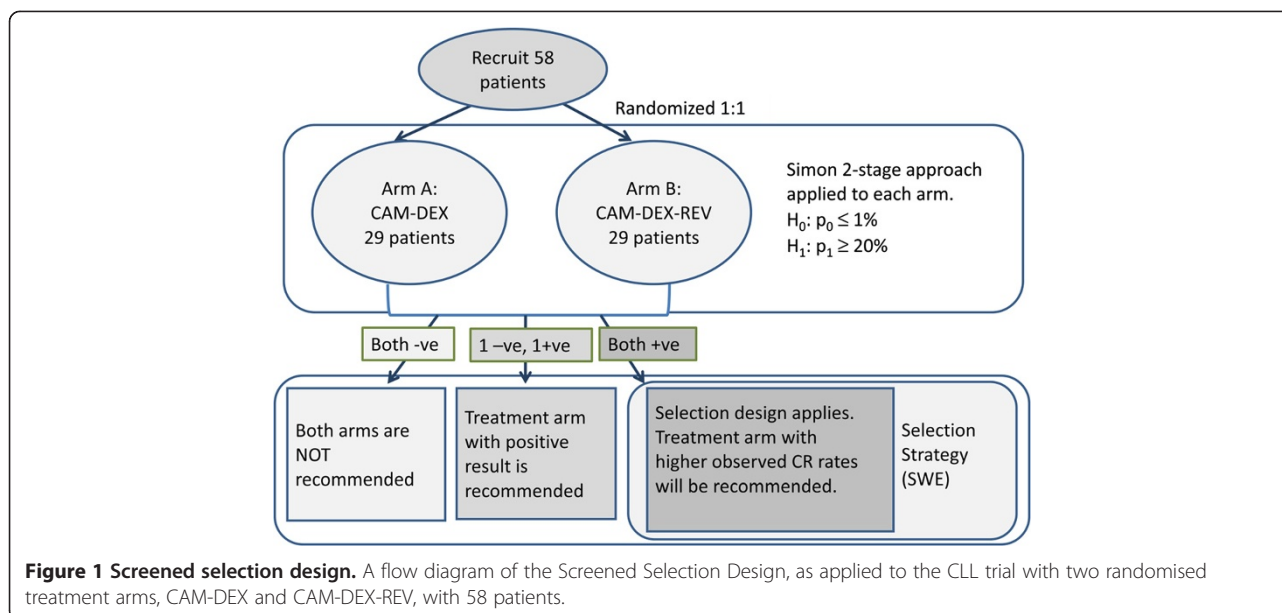 Recruit 58
patients
Randomized 1:1
Arm A:
CAM-DEX
29 patients
Arm B:
CAM-DEX-REV
29 patients
Simon 2-stage approach
applied to each arm.
H₀: p₀ ≤ 1%
H₁: p₁ ≥ 20%
Both -ve
1 –ve, 1+ve
Both +ve
Both arms are
NOT
recommended
Treatment arm
with positive
result is
recommended
Selection design applies.
Treatment arm with
higher observed CR rates
will be recommended.
Selection
Strategy
(SWE)
Figure 1 Screened selection design. A flow diagram of the Screened Selection Design, as applied to the CLL trial with two randomised
treatment arms, CAM-DEX and CAM-DEX-REV, with 58 patients.